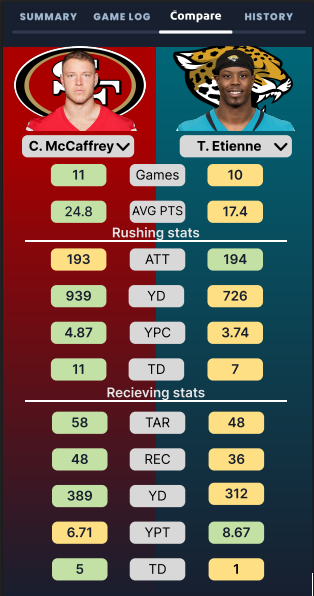 SUMMARY GAME LOG Compare HISTORY
SF
C. McCaffrey T. Etienne
11 Games 10
24.8 AVG PTS 17.4
Rushing stats
193 ATT 194
939 YD 726
4.87 YPC 3.74
11 TD 7
Recieving stats
58 TAR 48
48 REC 36
389 YD 312
6.71 YPT 8.67
5 TD 1